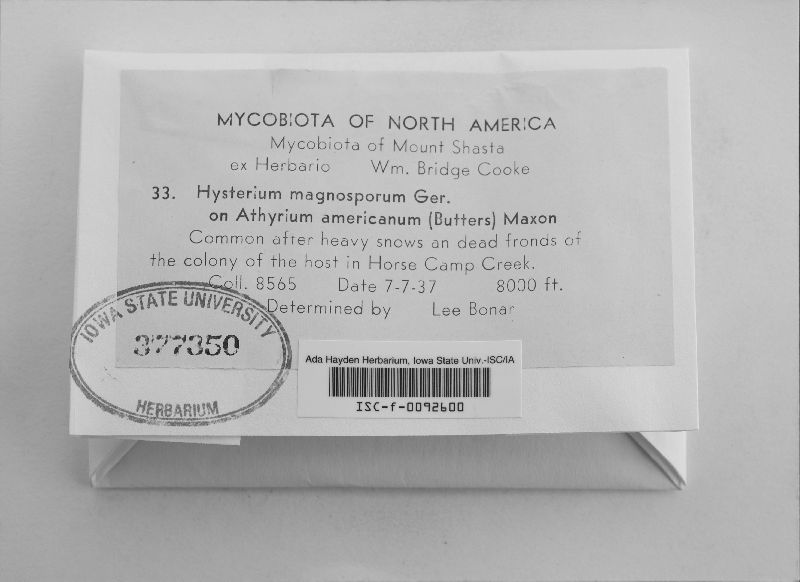 MYCOBIOTA OF NORTH AMERICA
Mycobiota of Mount Shasta
ex Herbario Wm. Bridge Cooke
33. Hysterium magnosporum Ger.
on Athyrium americanum (Butters) Maxon
Common after heavy snows an dead fronds of
the colony of the host in Horse Camp Creek.
Coll. 8565 Date 7-7-37 8000 ft.
Determined by Lee Bonar
IOWA STATE UNIVERSITY
377350
HERBARIUM
Ada Hayden Herbarium, Iowa State Univ.-ISC/IA
ISC-f-0092600